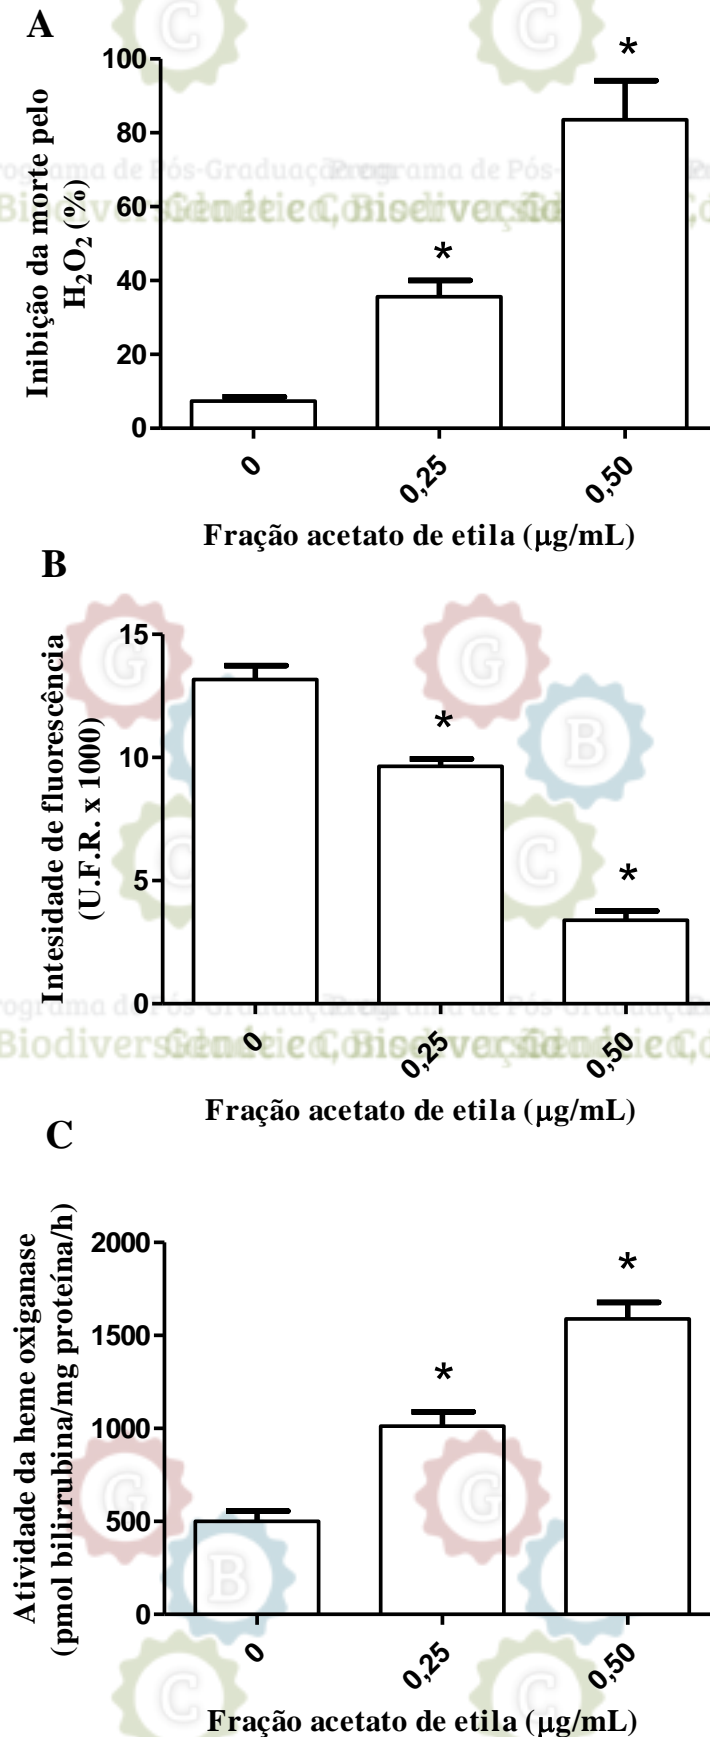 A
Inibição da morte pelo
H₂O₂ (%)
100
80
60
40
20
0
*
*
0
0,25
0,50
Fração acetato de etila (µg/mL)
B
Intesidade de fluorescência
(U.F.R. x 1000)
15
10
5
0
*
*
0
0,25
0,50
Fração acetato de etila (µg/mL)
C
Atividade da heme oxiganase
(pmol bilirrubina/mg proteína/h)
2000
1500
1000
500
0
*
*
0
0,25
0,50
Fração acetato de etila (µg/mL)